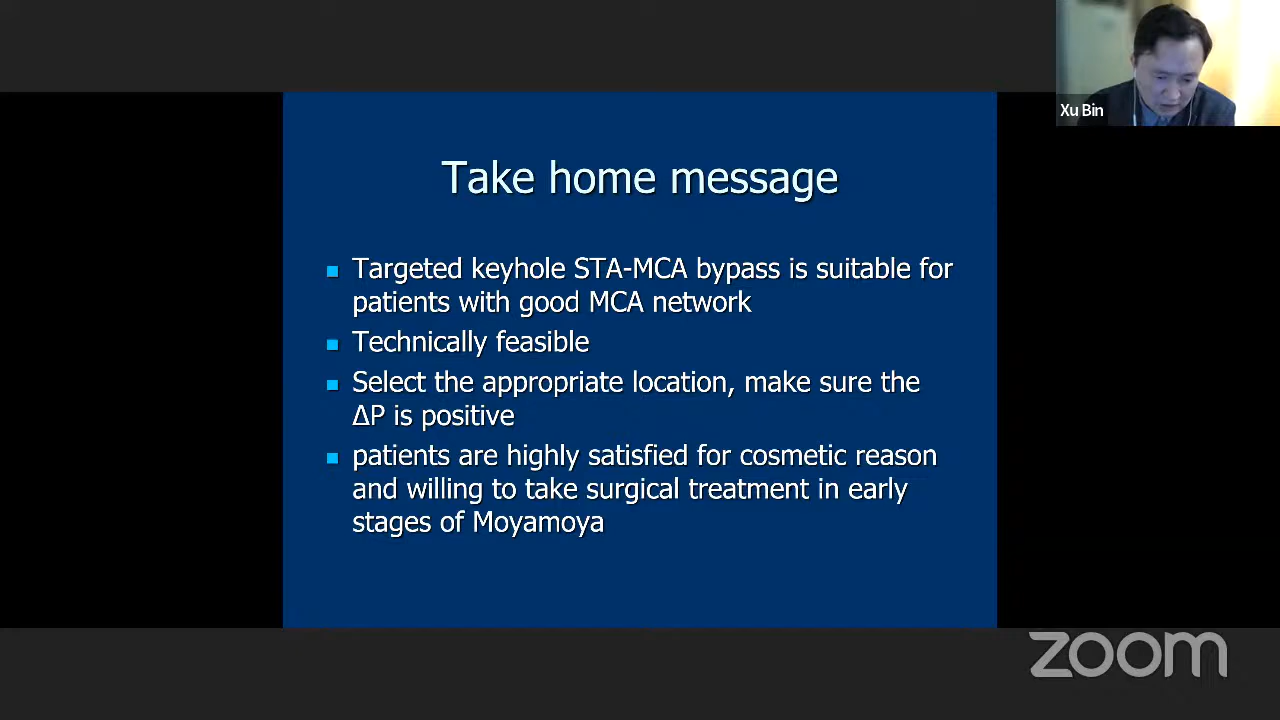 Xu Bin
Take home message
Targeted keyhole STA-MCA bypass is suitable for
patients with good MCA network
Technically feasible
Select the appropriate location, make sure the
ΔP is positive
patients are highly satisfied for cosmetic reason
and willing to take surgical treatment in early
stages of Moyamoya
zoom